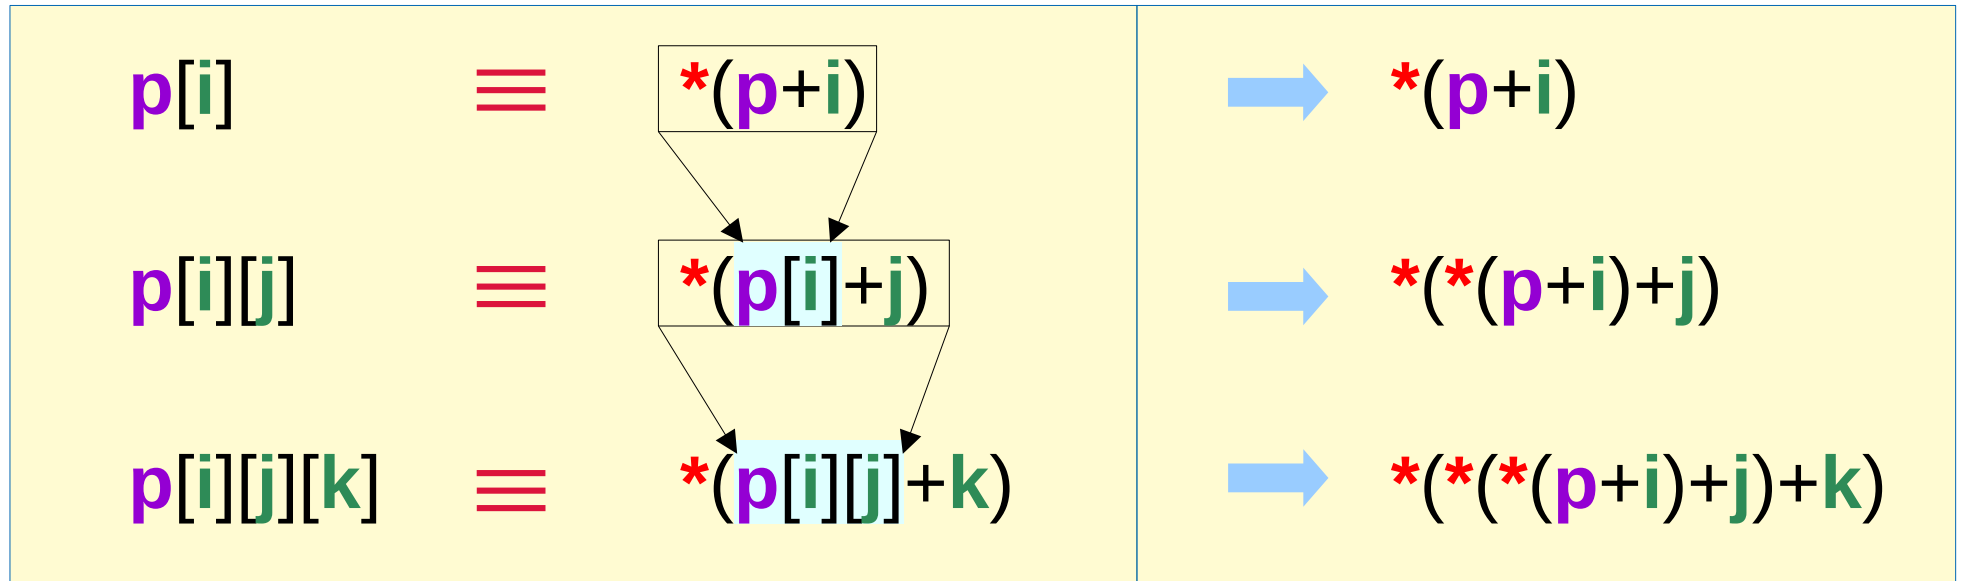 p[i] ≡ *(p+i) *(p+i)
p[i][j] ≡ *(p[i]+j) *(*(p+i)+j)
p[i][j][k] ≡ *(p[i][j]+k) *(*(*(p+i)+j)+k)